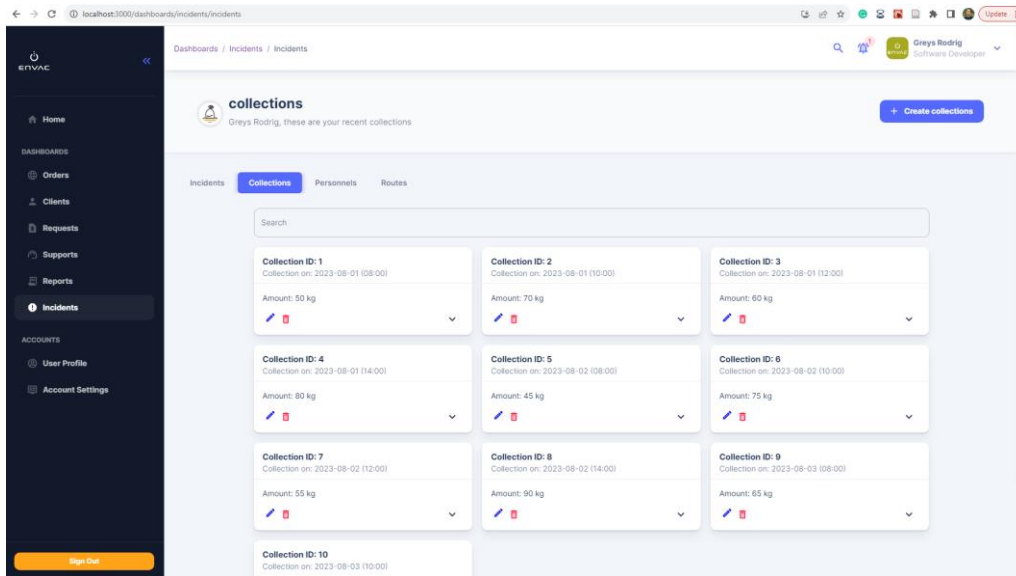 localhost:3000/dashboards/incidents/incidents
Update
ENVAC
Home
DASHBOARDS
Orders
Clients
Requests
Supports
Reports
Incidents
ACCOUNTS
User Profile
Account Settings
Sign Out
Dashboards / Incidents / Incidents
1
Greys Rodrig
Software Developer
collections
Greys Rodrig, these are your recent collections
+ Create collections
Incidents Collections Personnels Routes
Search
Collection ID: 1
Collection on: 2023-08-01 (08:00)
Amount: 50 kg
Collection ID: 2
Collection on: 2023-08-01 (10:00)
Amount: 70 kg
Collection ID: 3
Collection on: 2023-08-01 (12:00)
Amount: 60 kg
Collection ID: 4
Collection on: 2023-08-01 (14:00)
Amount: 80 kg
Collection ID: 5
Collection on: 2023-08-02 (08:00)
Amount: 45 kg
Collection ID: 6
Collection on: 2023-08-02 (10:00)
Amount: 75 kg
Collection ID: 7
Collection on: 2023-08-02 (12:00)
Amount: 55 kg
Collection ID: 8
Collection on: 2023-08-02 (14:00)
Amount: 90 kg
Collection ID: 9
Collection on: 2023-08-03 (08:00)
Amount: 65 kg
Collection ID: 10
Collection on: 2023-08-03 (10:00)